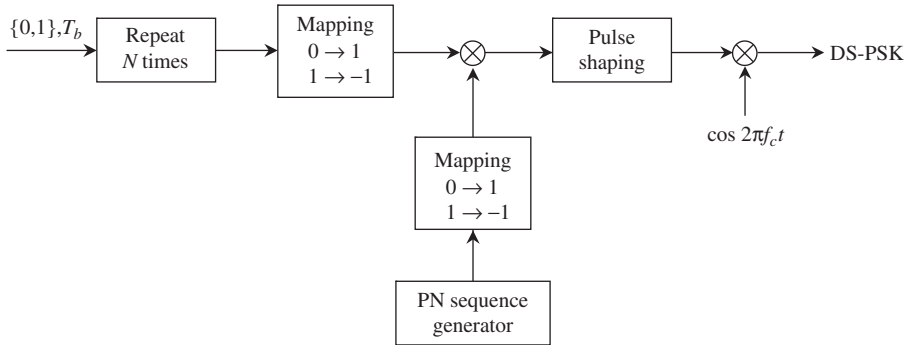 {0,1},T_b
Repeat
N times
Mapping
0 → 1
1 → −1
Pulse
shaping
DS-PSK
cos 2πf_ct
Mapping
0 → 1
1 → −1
PN sequence
generator